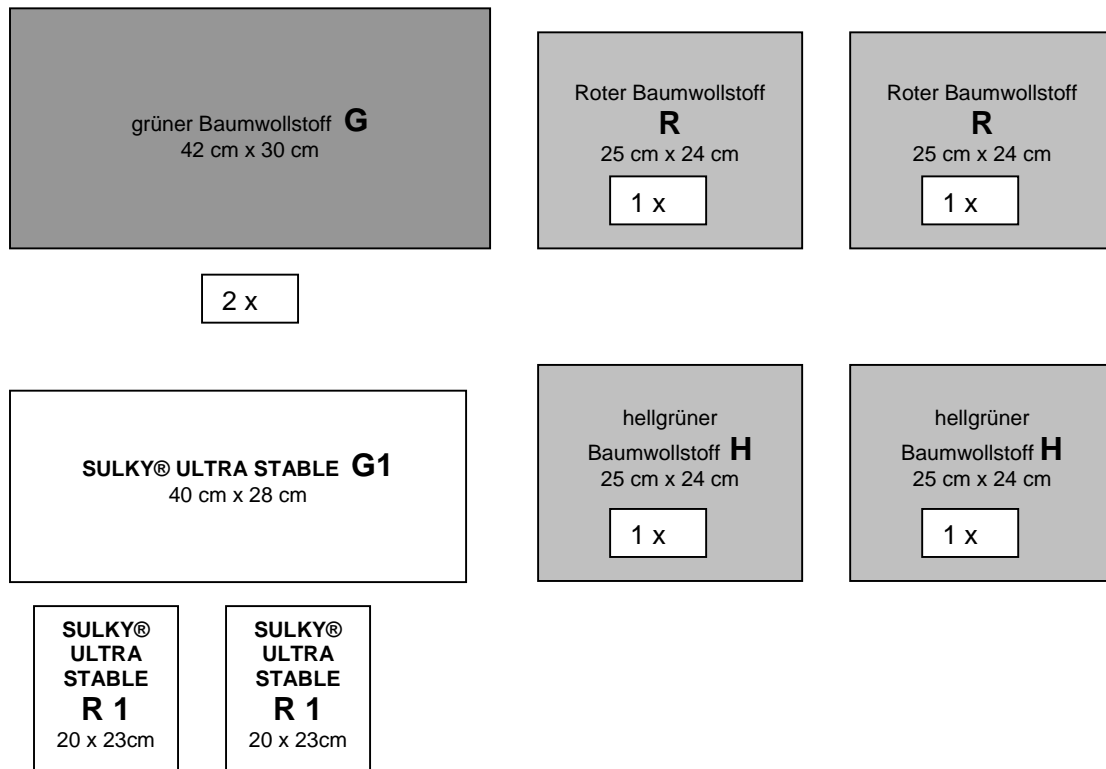 grüner Baumwollstoff G
42 cm x 30 cm
2 x
Roter Baumwollstoff
R
25 cm x 24 cm
1 x
Roter Baumwollstoff
R
25 cm x 24 cm
1 x
SULKY® ULTRA STABLE G1
40 cm x 28 cm
hellgrüner
Baumwollstoff H
25 cm x 24 cm
1 x
hellgrüner
Baumwollstoff H
25 cm x 24 cm
1 x
SULKY®
ULTRA
STABLE
R 1
20 x 23cm
SULKY®
ULTRA
STABLE
R 1
20 x 23cm